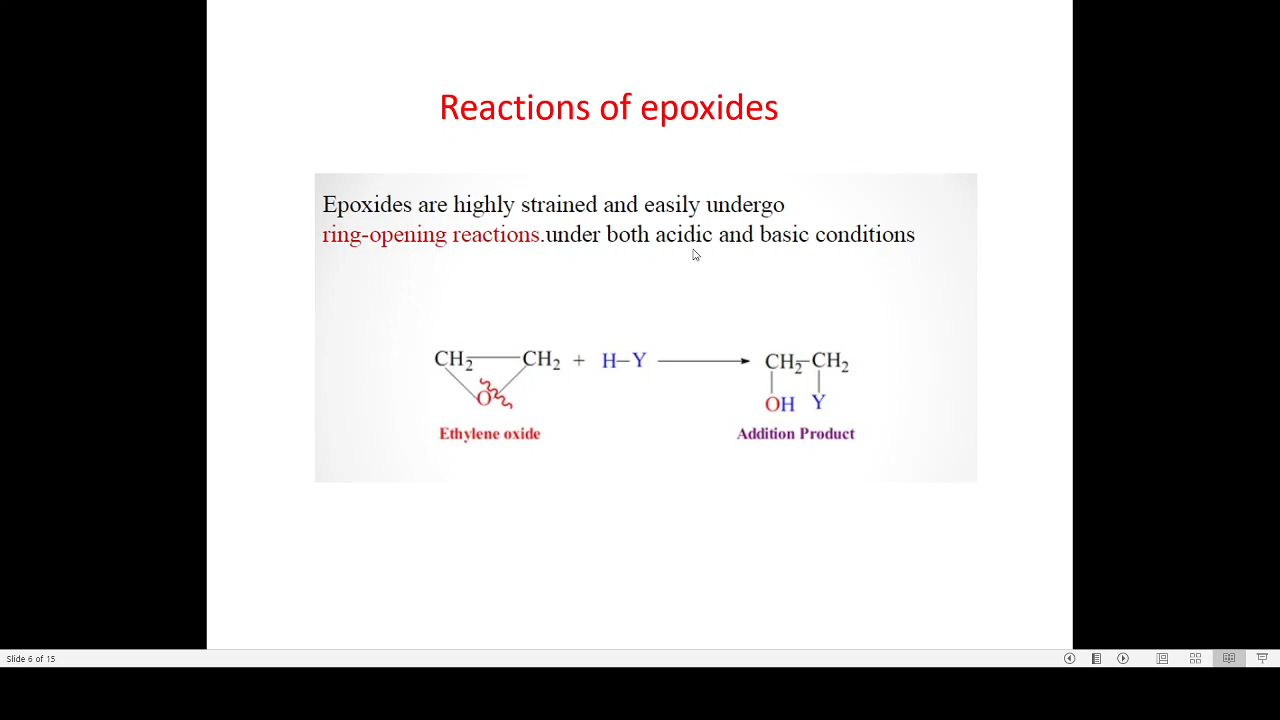 Reactions of epoxides
Epoxides are highly strained and easily undergo
ring-opening reactions.under both acidic and basic conditions
CH2 CH2 + H-Y CH2-CH2
O OH Y
Ethylene oxide Addition Product
Slide 6 of 15